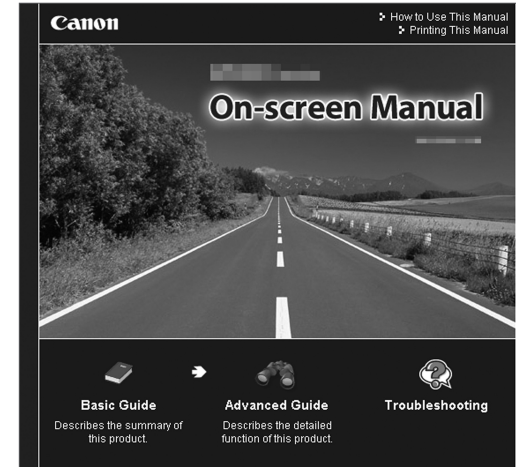 Canon
How to Use This Manual
Printing This Manual
On-screen Manual
Basic Guide
Describes the summary of
this product.
Advanced Guide
Describes the detailed
function of this product.
Troubleshooting